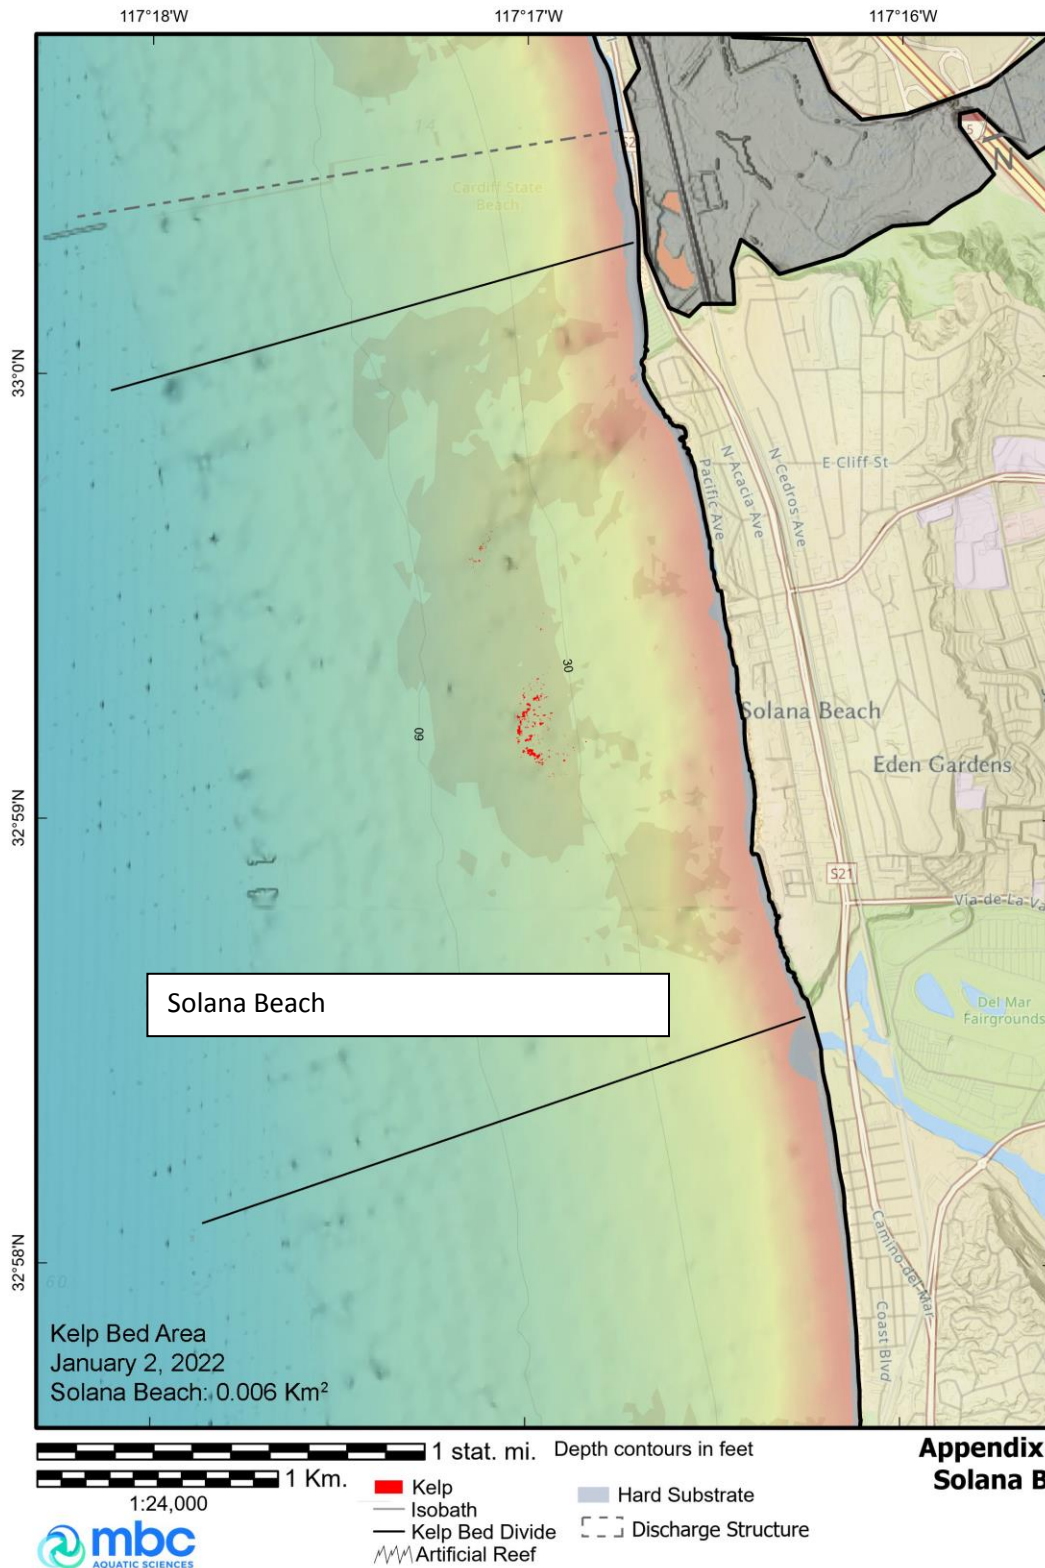 117°18'W
117°17'W
117°16'W
14
S2
5
N
Cardiff State
Beach
33°0'N
E Cliff St
N Cedros Ave
N Acacia Ave
Pacific Ave
30
60
Solana Beach
Eden Gardens
32°59'N
S21
Via de La Va
Solana Beach
Del Mar
Fairgrounds
32°58'N
60
Camino del Mar
Coast Blvd
Kelp Bed Area
January 2, 2022
Solana Beach: 0.006 Km²
1 stat. mi.
Depth contours in feet
Appendix
Solana B
1 Km.
1:24,000
Kelp
Isobath
Kelp Bed Divide
Artificial Reef
Hard Substrate
Discharge Structure
mbc
AQUATIC SCIENCES